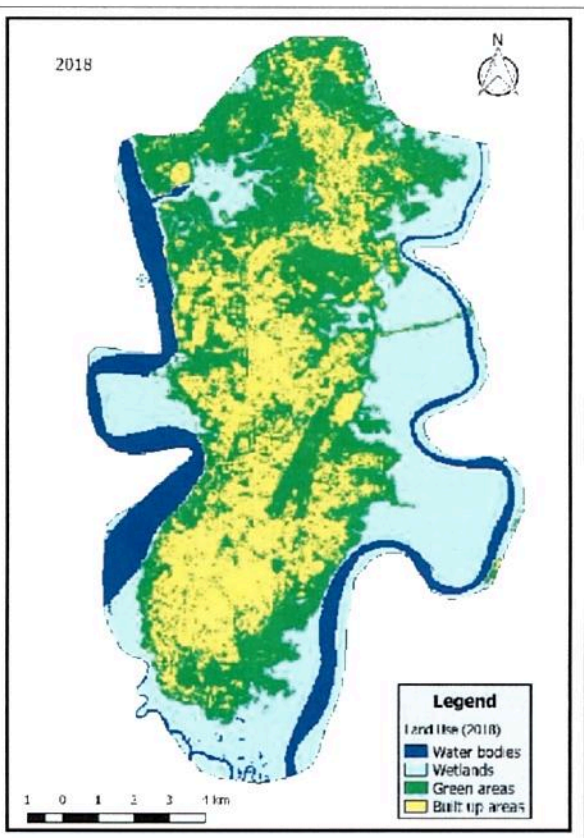 2018
N
Legend
Land Use (2018)
Water bodies
Wetlands
Green areas
Built up areas
1 0 1 2 3 4 km